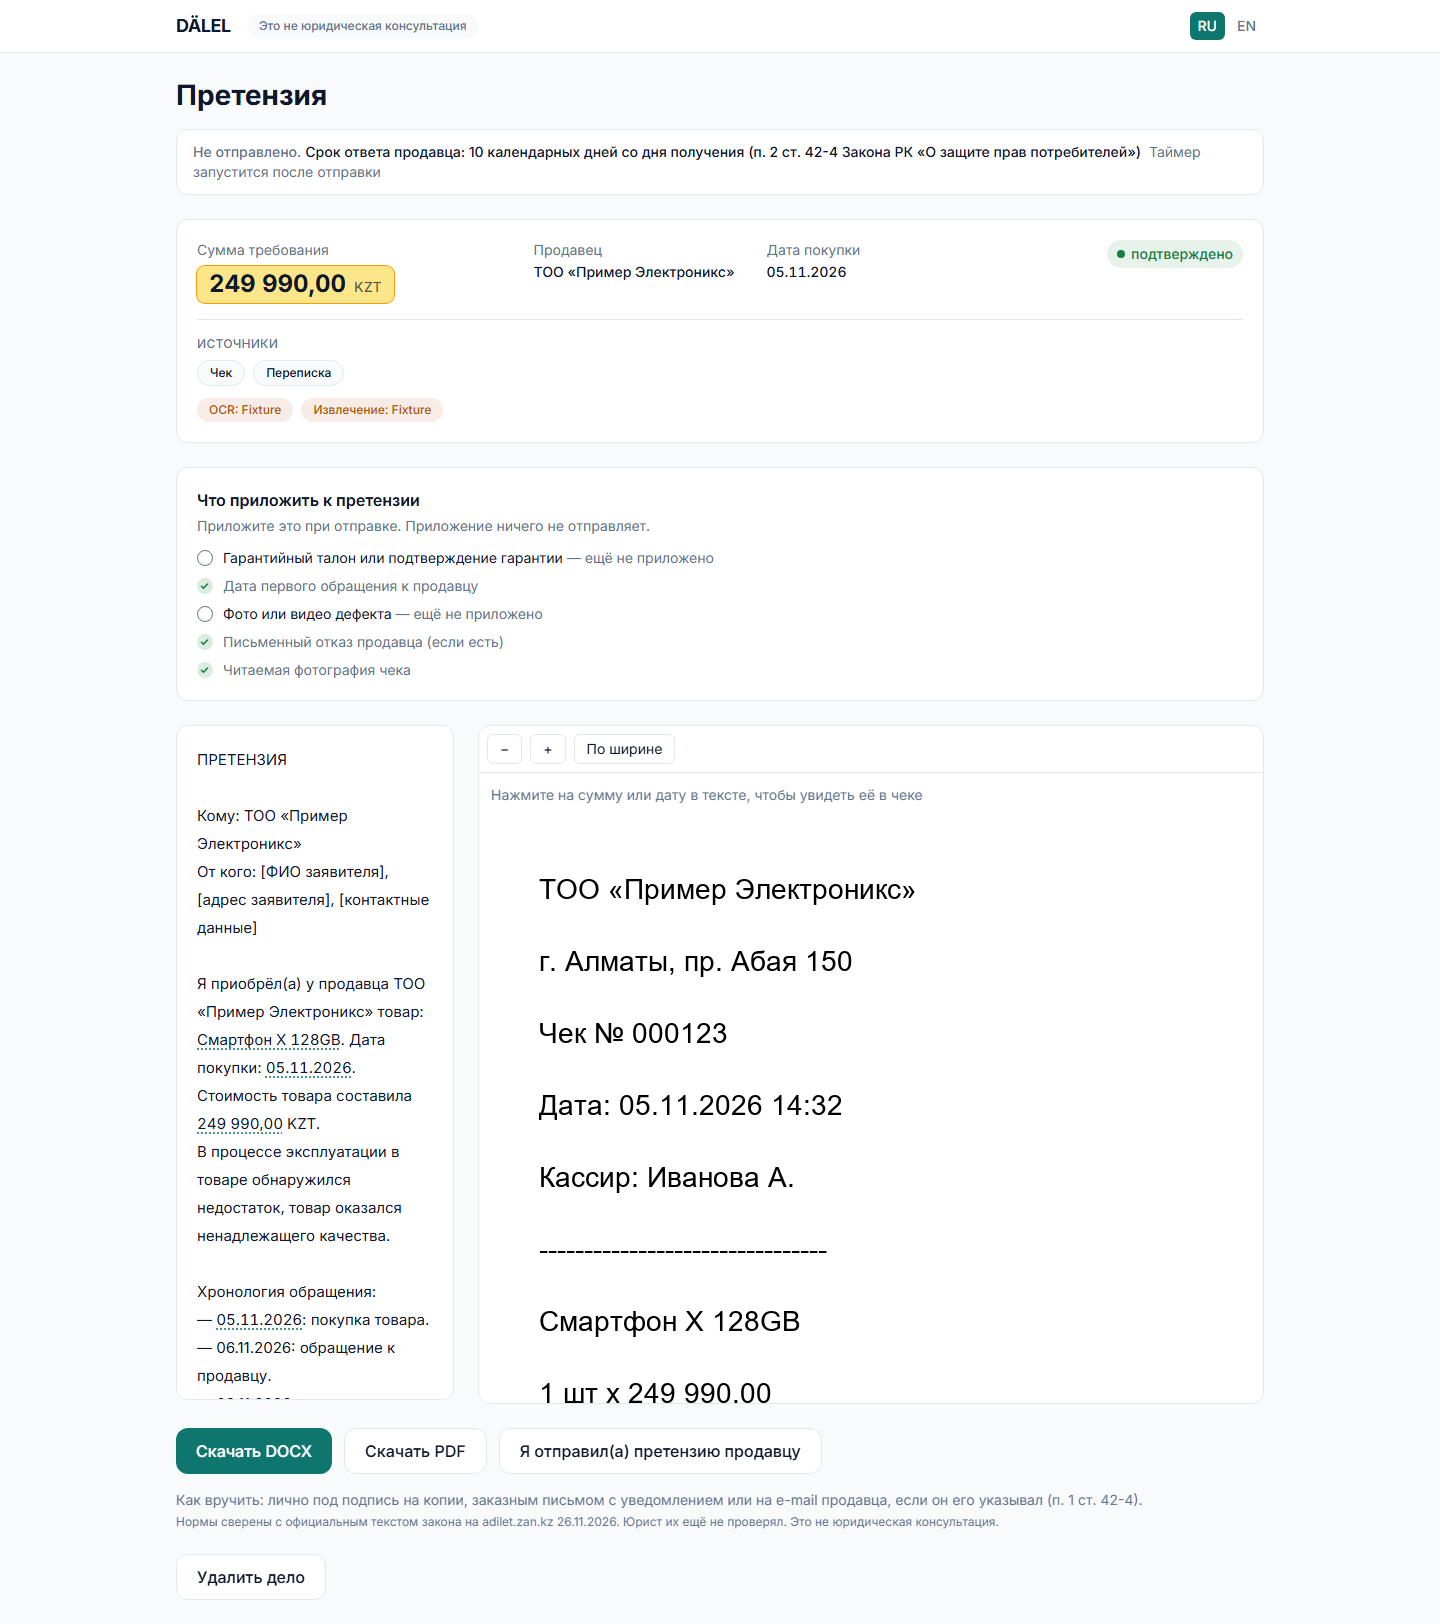 DÄLEL
Это не юридическая консультация
RU
EN
Претензия
Не отправлено. Срок ответа продавца: 10 календарных дней со дня получения (п. 2 ст. 42-4 Закона РК «О защите прав потребителей») Таймер
запустится после отправки
Сумма требования
249 990,00 KZT
Продавец
ТОО «Пример Электроникс»
Дата покупки
05.11.2026
подтверждено
ИСТОЧНИКИ
Чек
Переписка
OCR: Fixture
Извлечение: Fixture
Что приложить к претензии
Приложите это при отправке. Приложение ничего не отправляет.
Гарантийный талон или подтверждение гарантии — ещё не приложено
Дата первого обращения к продавцу
Фото или видео дефекта — ещё не приложено
Письменный отказ продавца (если есть)
Читаемая фотография чека
ПРЕТЕНЗИЯ
Кому: ТОО «Пример
Электроникс»
От кого: [ФИО заявителя],
[адрес заявителя], [контактные
данные]
Я приобрёл(а) у продавца ТОО
«Пример Электроникс» товар:
Смартфон X 128GB. Дата
покупки: 05.11.2026.
Стоимость товара составила
249 990,00 KZT.
В процессе эксплуатации в
товаре обнаружился
недостаток, товар оказался
ненадлежащего качества.
Хронология обращения:
— 05.11.2026: покупка товара.
— 06.11.2026: обращение к
продавцу.
−
+
По ширине
Нажмите на сумму или дату в тексте, чтобы увидеть её в чеке
ТОО «Пример Электроникс»
г. Алматы, пр. Абая 150
Чек № 000123
Дата: 05.11.2026 14:32
Кассир: Иванова А.
--------------------------------
Смартфон X 128GB
1 шт x 249 990.00
Скачать DOCX
Скачать PDF
Я отправил(а) претензию продавцу
Как вручить: лично под подпись на копии, заказным письмом с уведомлением или на e-mail продавца, если он его указывал (п. 1 ст. 42-4).
Нормы сверены с официальным текстом закона на adilet.zan.kz 26.11.2026. Юрист их ещё не проверял. Это не юридическая консультация.
Удалить дело